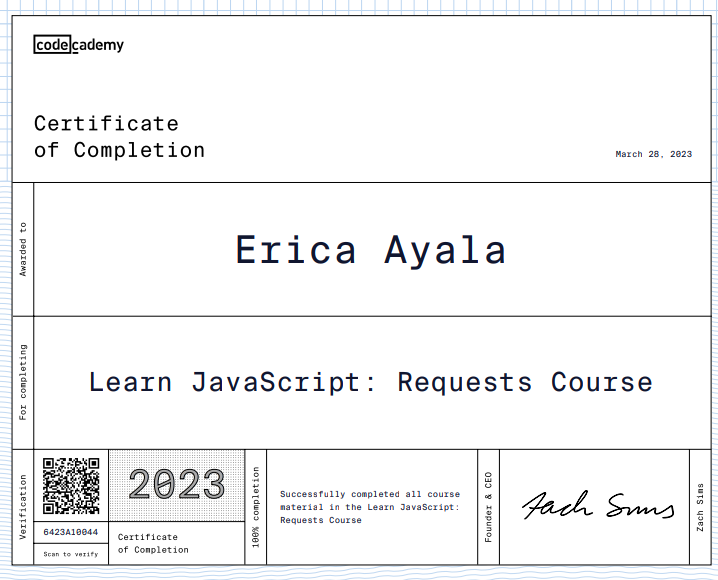 codecademy
Certificate
of Completion
March 28, 2023
Awarded to
Erica Ayala
For completing
Learn JavaScript: Requests Course
Verification
6423A10044
Scan to verify
2023
Certificate
of Completion
100% completion
Successfully completed all course
material in the Learn JavaScript:
Requests Course
Founder & CEO
Zach Sims
Zach Sims